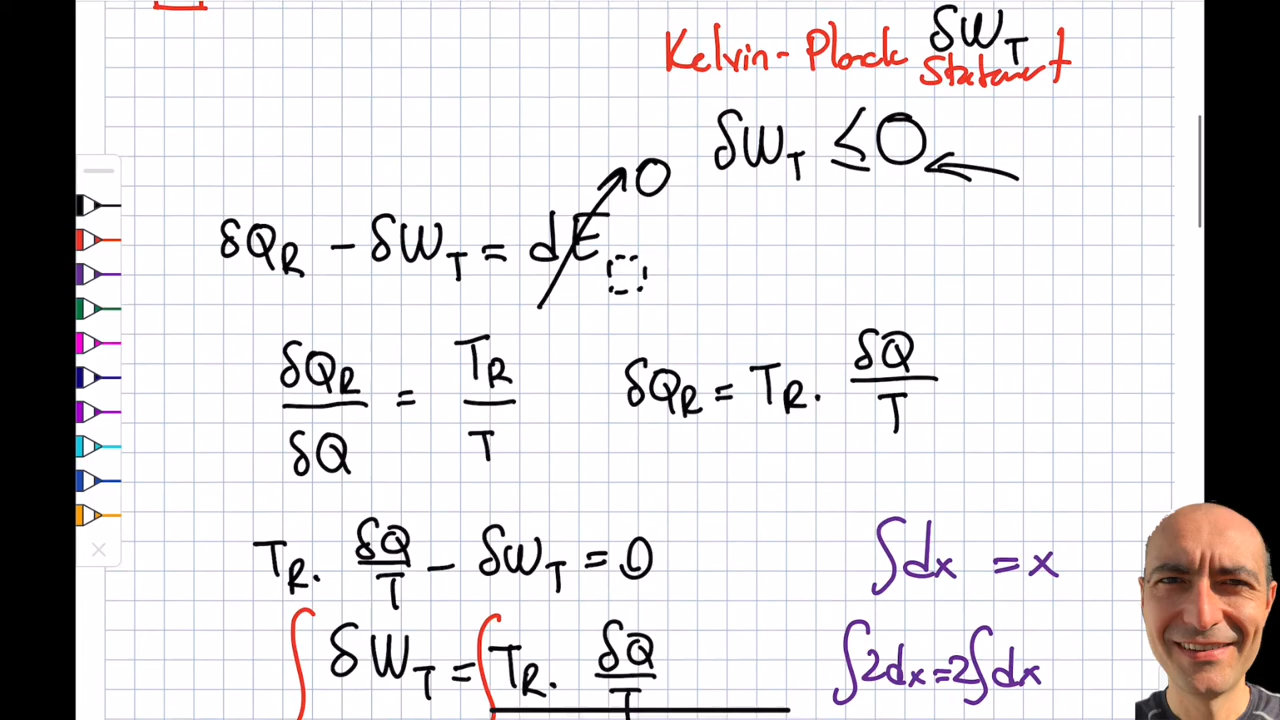 Kelvin-Planck δW_T
Statement
δW_T ≤ 0
0
δQ_R - δW_T = dE
δQ_R / δQ = T_R / T
δQ_R = T_R . δQ / T
T_R . δQ / T - δW_T = 0
∫dx = x
∫ δW_T = ∫ T_R . δQ / T
∫2dx=2∫dx